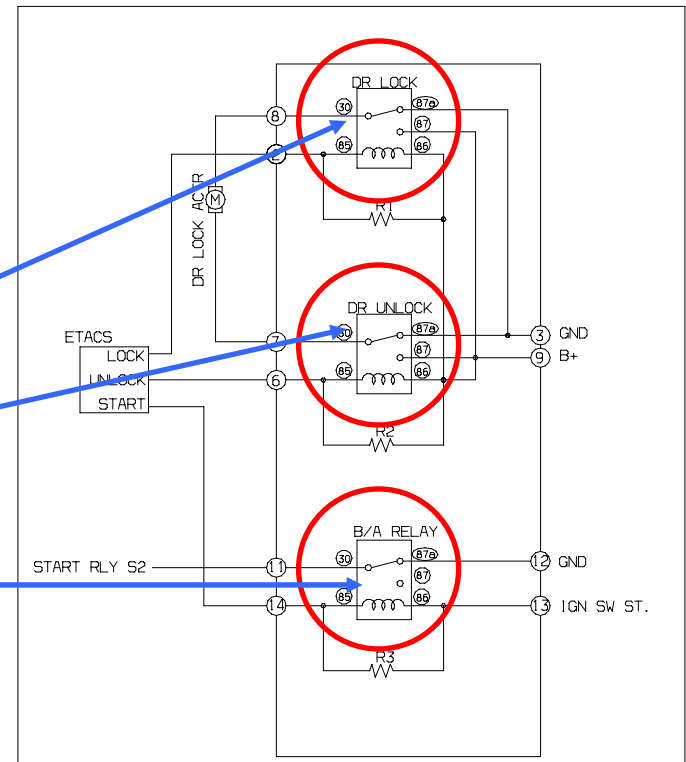 DR LOCK
30
87a
8
87
85
86
2
M
R1
DR LOCK ACTR
DR UNLOCK
30
87a
7
3 GND
ETACS
87
9 B+
LOCK
85
86
UNLOCK
6
START
R2
B/A RELAY
30
87a
START RLY S2
11
12 GND
87
85
86
14
13 IGN SW ST.
R3